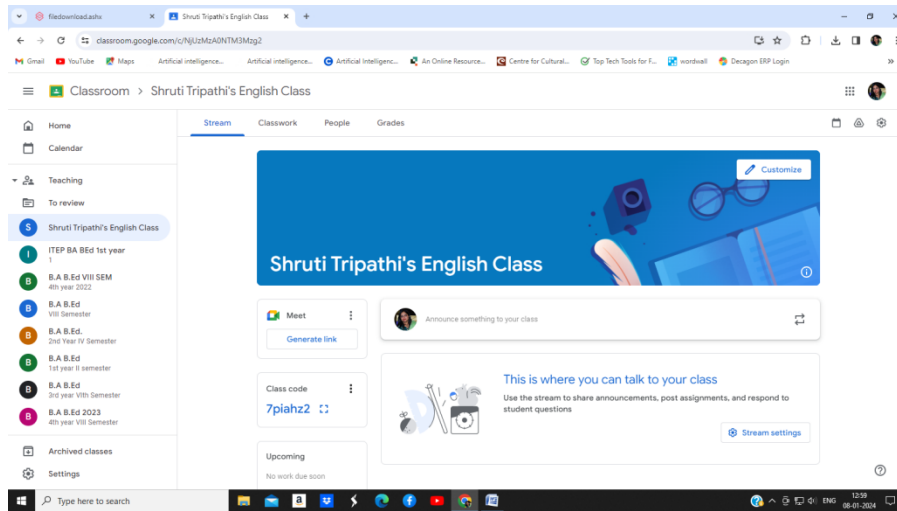 filedownload.ashx
Shruti Tripathi's English Class
classroom.google.com/c/NjUzMzA0NTM3Mzg2
Gmail YouTube Maps Artificial intelligence... Artificial intelligence... Artificial Intelligenc... An Online Resource... Centre for Cultural... Top Tech Tools for F... wordwall Decagon ERP Login
Classroom > Shruti Tripathi's English Class
Home
Calendar
Teaching
To review
S Shruti Tripathi's English Class
I ITEP BA BEd 1st year
1
B B.A B.Ed VIII SEM
4th year 2022
B B.A B.Ed
VIII Semester
B B.A B.Ed.
2nd Year IV Semester
B B.A B.Ed
1st year II semester
B B.A B.Ed
3rd year VIth Semester
B B.A B.Ed 2023
4th year VIII Semester
Archived classes
Settings
Stream Classwork People Grades
Customize
Shruti Tripathi's English Class
Meet
Generate link
Class code
7piahz2
Upcoming
No work due soon
Announce something to your class
This is where you can talk to your class
Use the stream to share announcements, post assignments, and respond to
student questions
Stream settings
Type here to search
ENG
12:59
08-01-2024